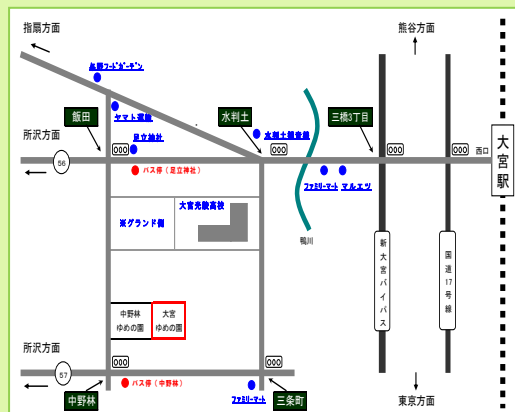 指扇方面
熊谷方面
ヤマト運輸
飯田
水判土
三橋3丁目
足立神社
水判土観音堂
所沢方面
西口
大宮駅
56
バス停(足立神社)
ファミリーマート
マルエツ
大宮光陵高校
※グランド側
鴨川
新大宮バイパス
国道17号線
中野林
ゆめの園
大宮
ゆめの園
所沢方面
57
バス停(中野林)
ファミリーマート
中野林
三条町
東京方面